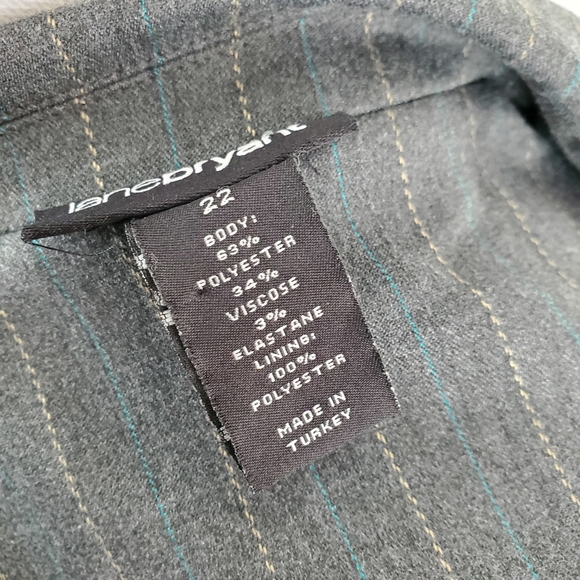 lanebryant
22
BODY:
63%
POLYESTER
34%
VISCOSE
3%
ELASTANE
LINING:
100%
POLYESTER
MADE IN
TURKEY